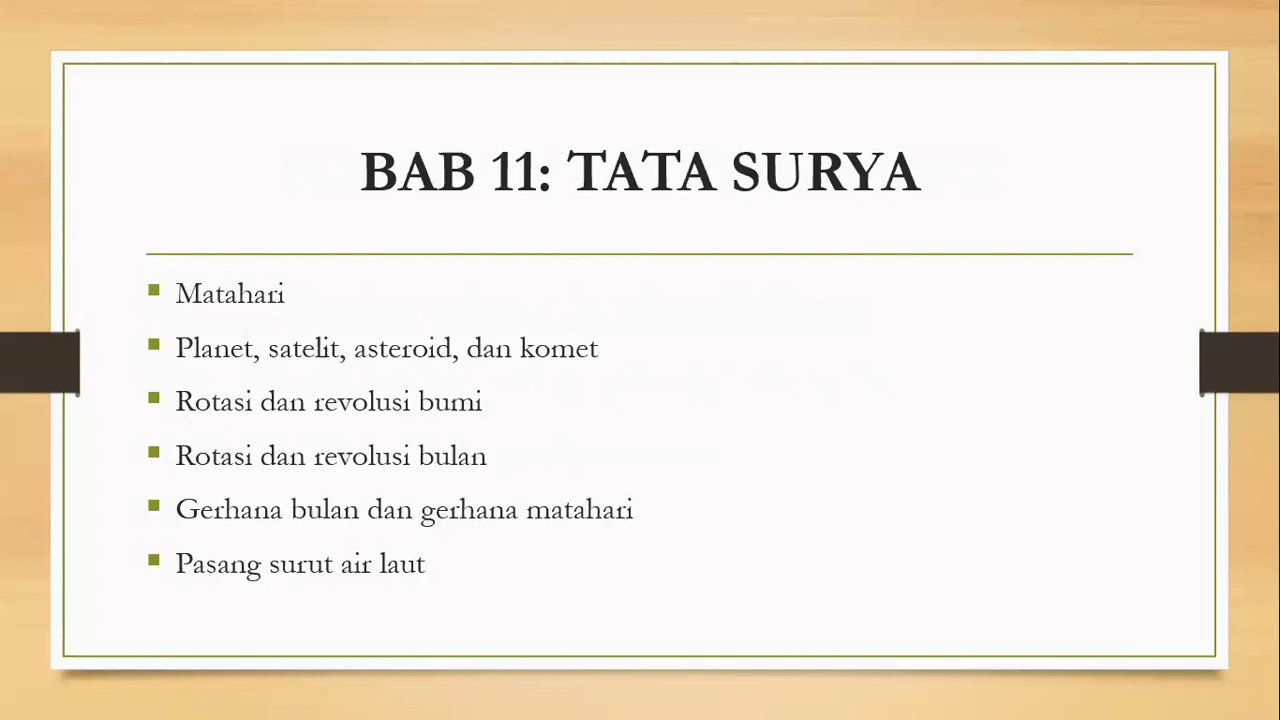 BAB 11: TATA SURYA
Matahari
Planet, satelit, asteroid, dan komet
Rotasi dan revolusi bumi
Rotasi dan revolusi bulan
Gerhana bulan dan gerhana matahari
Pasang surut air laut